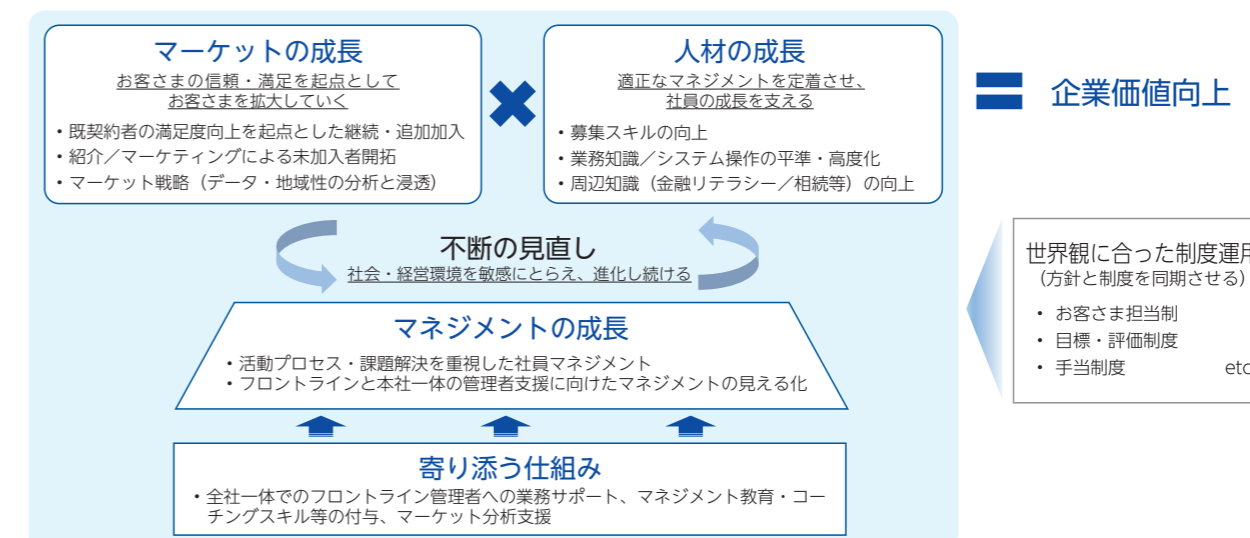 マーケットの成長
お客さまの信頼・満足を起点として
お客さまを拡大していく
・既契約者の満足度向上を起点とした継続・追加加入
・紹介／マーケティングによる未加入者開拓
・マーケット戦略（データ・地域性の分析と浸透）
人材の成長
適正なマネジメントを定着させ、
社員の成長を支える
・募集スキルの向上
・業務知識／システム操作の平準・高度化
・周辺知識（金融リテラシー／相続等）の向上
企業価値向上
不断の見直し
社会・経営環境を敏感にとらえ、進化し続ける
マネジメントの成長
・活動プロセス・課題解決を重視した社員マネジメント
・フロントラインと本社一体の管理者支援に向けたマネジメントの見える化
寄り添う仕組み
・全社一体でのフロントライン管理者への業務サポート、マネジメント教育・コー
チングスキル等の付与、マーケット分析支援
世界観に合った制度運用
（方針と制度を同期させる）
・ お客さま担当制
・ 目標・評価制度
・ 手当制度 etc